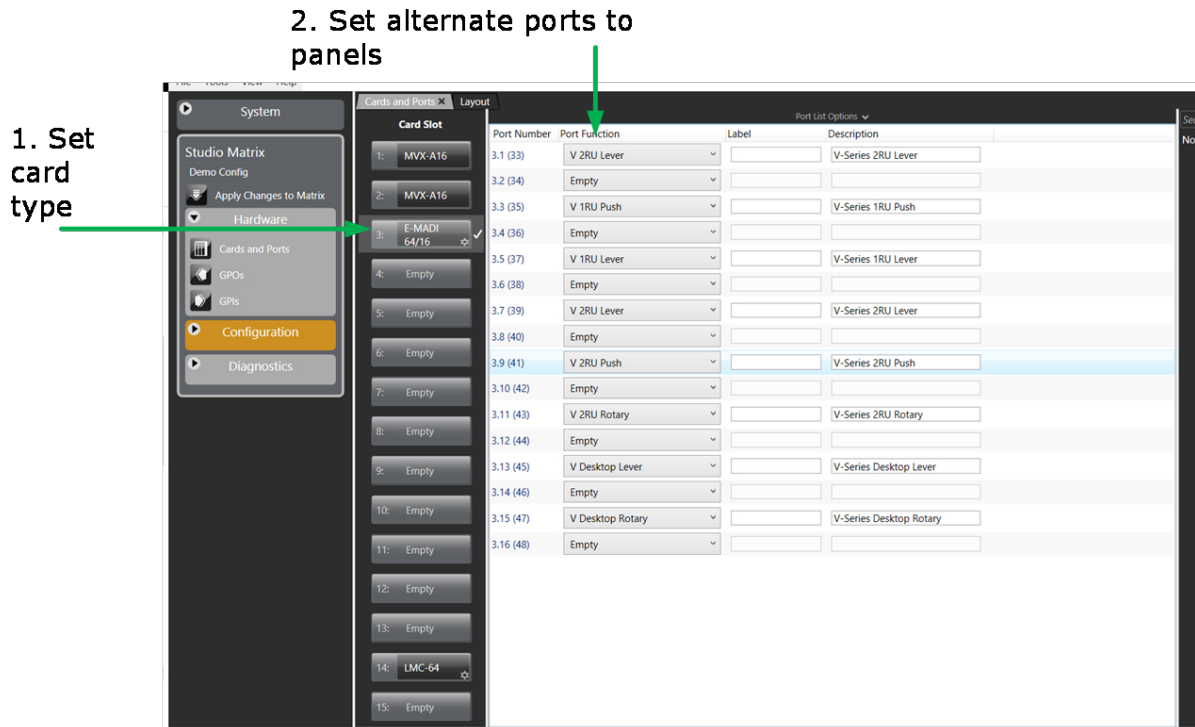 2. Set alternate ports to
panels
1. Set
card
type
File Tools View Help
System
Studio Matrix
Demo Config
Apply Changes to Matrix
Hardware
Cards and Ports
GPOs
GPIs
Configuration
Diagnostics
Cards and Ports X Layout
Card Slot
1: MVX-A16
2: MVX-A16
3: E-MADI
64/16
4: Empty
5: Empty
6: Empty
7: Empty
8: Empty
9: Empty
10: Empty
11: Empty
12: Empty
13: Empty
14: LMC-64
15: Empty
Port List Options
Port Number Port Function Label Description
3.1 (33) V 2RU Lever V-Series 2RU Lever
3.2 (34) Empty
3.3 (35) V 1RU Push V-Series 1RU Push
3.4 (36) Empty
3.5 (37) V 1RU Lever V-Series 1RU Lever
3.6 (38) Empty
3.7 (39) V 2RU Lever V-Series 2RU Lever
3.8 (40) Empty
3.9 (41) V 2RU Push V-Series 2RU Push
3.10 (42) Empty
3.11 (43) V 2RU Rotary V-Series 2RU Rotary
3.12 (44) Empty
3.13 (45) V Desktop Lever V-Series Desktop Lever
3.14 (46) Empty
3.15 (47) V Desktop Rotary V-Series Desktop Rotary
3.16 (48) Empty
Sea
No